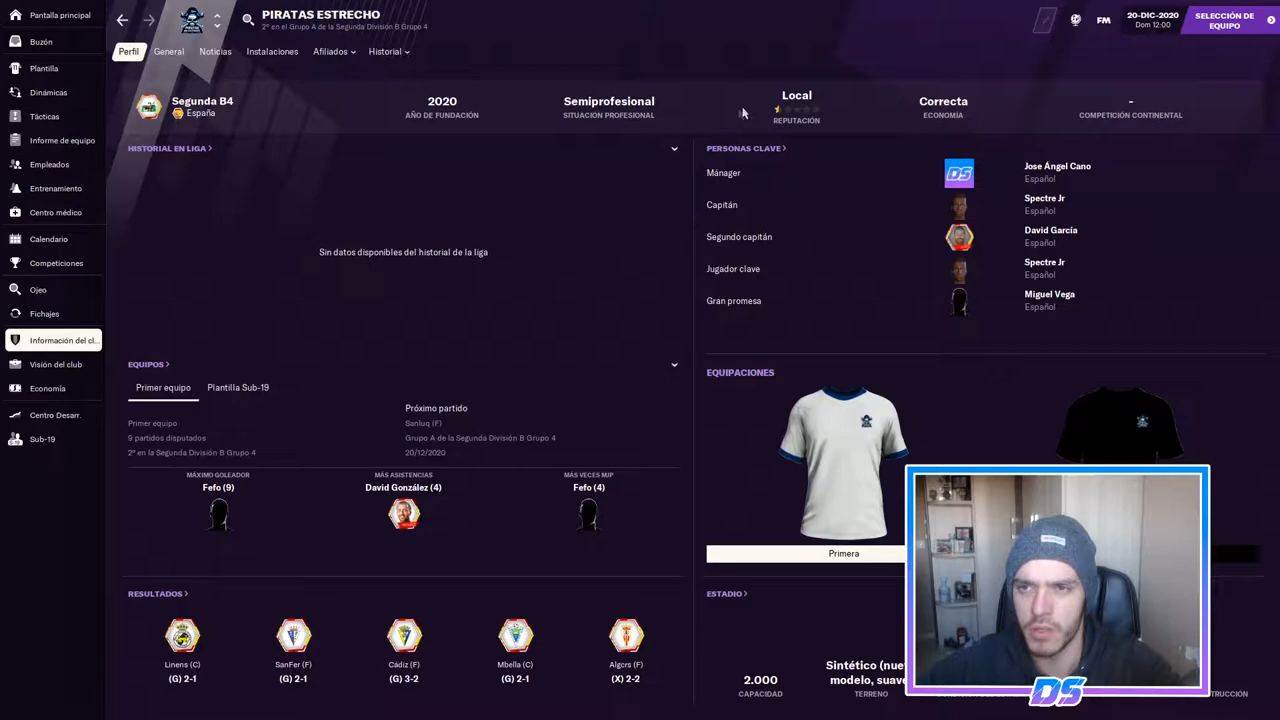 Pantalla principal
Buzón
Plantilla
Dinámicas
Tácticas
Informe de equipo
Empleados
Entrenamiento
Centro médico
Calendario
Competiciones
Ojeo
Fichajes
Información del cl...
Visión del club
Economía
Centro Desarr.
Sub-19
PIRATAS ESTRECHO
2º en el Grupo A de la Segunda División B Grupo 4
FM
20-DIC-2020
Dom 12:00
SELECCIÓN DE
EQUIPO
Perfil General Noticias Instalaciones Afiliados Historial
Segunda B4
España
2020
AÑO DE FUNDACIÓN
Semiprofesional
SITUACIÓN PROFESIONAL
Local
REPUTACIÓN
Correcta
ECONOMÍA
-
COMPETICIÓN CONTINENTAL
HISTORIAL EN LIGA >
Sin datos disponibles del historial de la liga
PERSONAS CLAVE >
Mánager
Jose Ángel Cano
Español
Capitán
Spectre Jr
Español
Segundo capitán
David García
Español
Jugador clave
Spectre Jr
Español
Gran promesa
Miguel Vega
Español
EQUIPOS >
Primer equipo Plantilla Sub-19
Primer equipo
9 partidos disputados
2º en la Segunda División B Grupo 4
Próximo partido
Sanluq (F)
Grupo A de la Segunda División B Grupo 4
20/12/2020
MÁXIMO GOLEADOR
Fefo (9)
MÁS ASISTENCIAS
David González (4)
MÁS VECES MJP
Fefo (4)
EQUIPACIONES
Primera
RESULTADOS >
Linens (C)
(G) 2-1
SanFer (F)
(G) 2-1
Cádiz (F)
(G) 3-2
Mbella (C)
(G) 2-1
Algcrs (F)
(X) 2-2
ESTADIO >
2.000
CAPACIDAD
Sintético (nue
modelo, suave
TERRENO
TRUCCIÓN
DS
DS